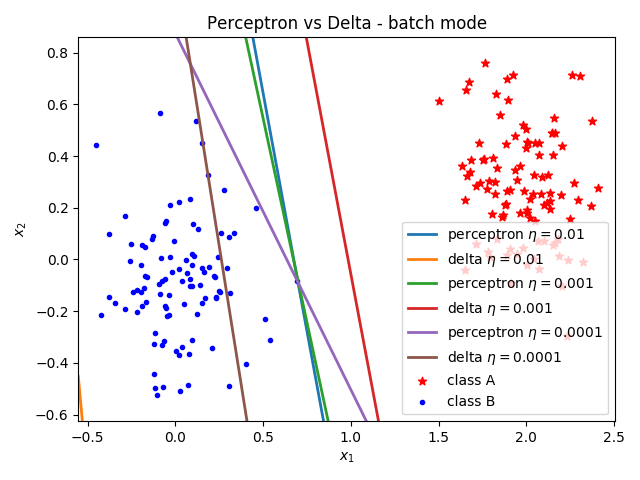 Perceptron vs Delta - batch mode
0.8
0.6
0.4
0.2
0.0
−0.2
−0.4
−0.6
x₂
perceptron η = 0.01
delta η = 0.01
perceptron η = 0.001
delta η = 0.001
perceptron η = 0.0001
delta η = 0.0001
class A
class B
−0.5 0.0 0.5 1.0 1.5 2.0 2.5
x₁